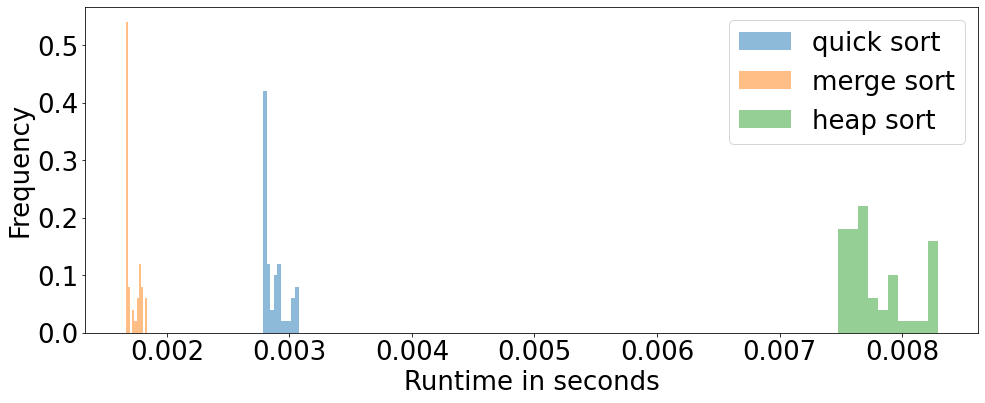 Frequency
0.5
0.4
0.3
0.2
0.1
0.0
quick sort
merge sort
heap sort
0.002 0.003 0.004 0.005 0.006 0.007 0.008
Runtime in seconds